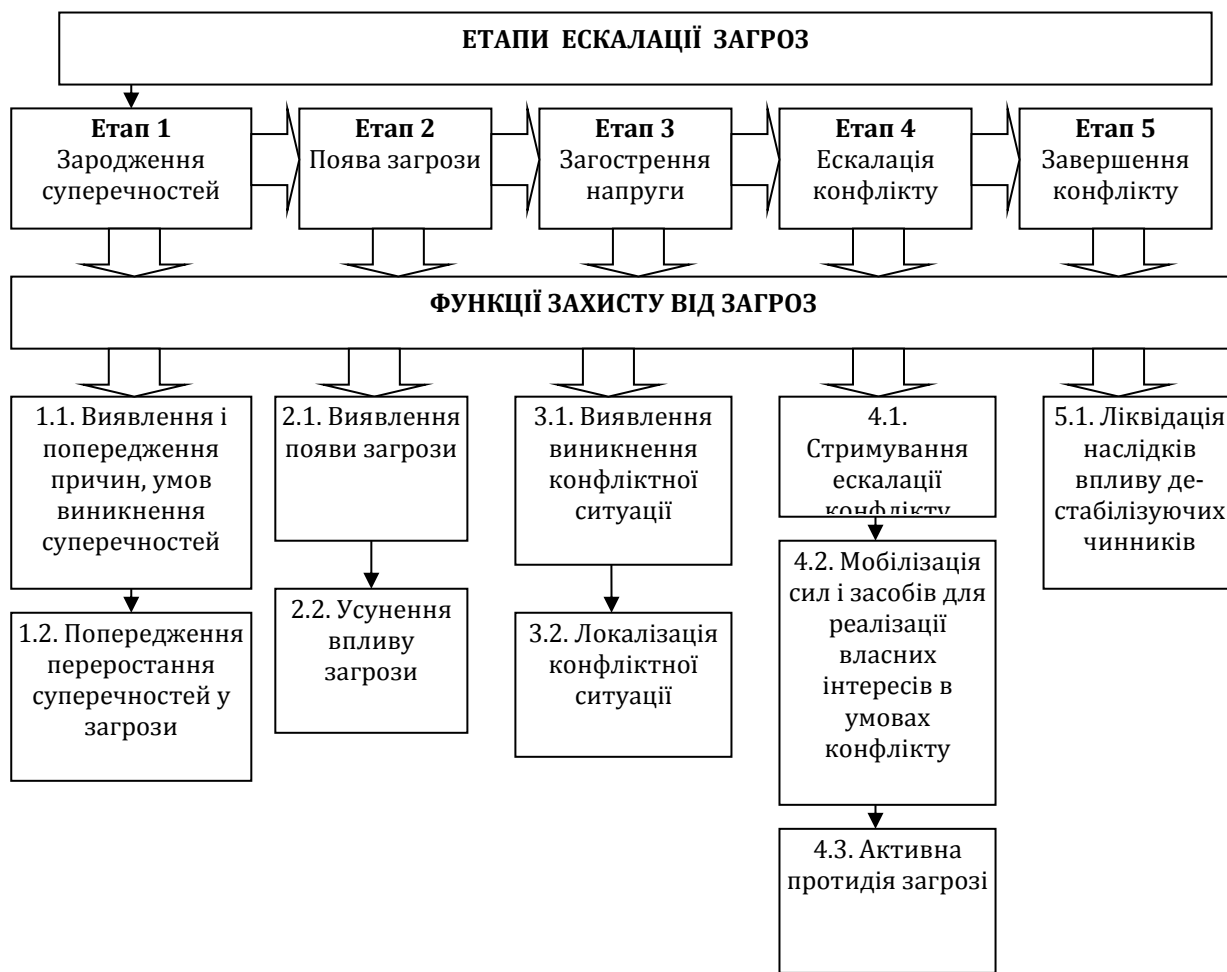 ЕТАПИ ЕСКАЛАЦІЇ ЗАГРОЗ
Етап 1
Зародження
суперечностей
Етап 2
Поява загрози
Етап 3
Загострення
напруги
Етап 4
Ескалація
конфлікту
Етап 5
Завершення
конфлікту
ФУНКЦІЇ ЗАХИСТУ ВІД ЗАГРОЗ
1.1. Виявлення і
попередження
причин, умов
виникнення
суперечностей
1.2. Попередження
переростання
суперечностей у
загрози
2.1. Виявлення
появи загрози
2.2. Усунення
впливу
загрози
3.1. Виявлення
виникнення
конфліктної
ситуації
3.2. Локалізація
конфліктної
ситуації
4.1.
Стримування
ескалації
конфлікту
4.2. Мобілізація
сил і засобів для
реалізації
власних
інтересів в
умовах
конфлікту
4.3. Активна
протидія загрозі
5.1. Ліквідація
наслідків
впливу де-
стабілізуючих
чинників